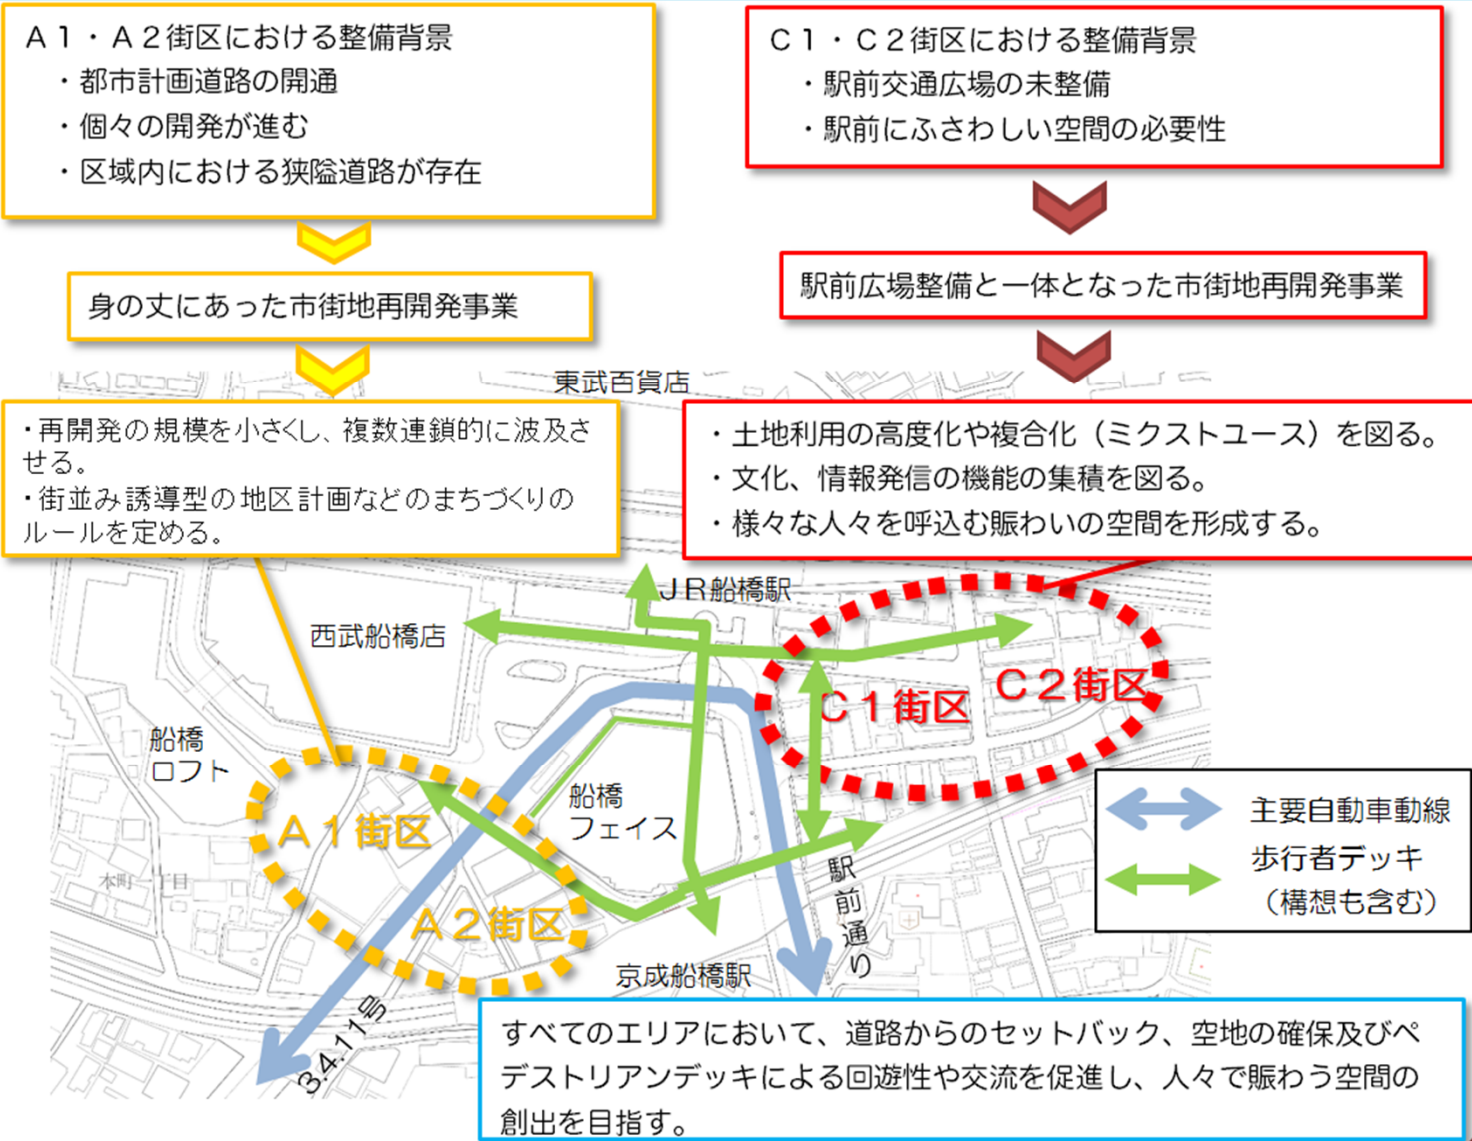 A1・A2街区における整備背景
・都市計画道路の開通
・個々の開発が進む
・区域内における狭隘道路が存在
C1・C2街区における整備背景
・駅前交通広場の未整備
・駅前にふさわしい空間の必要性
身の丈にあった市街地再開発事業
駅前広場整備と一体となった市街地再開発事業
東武百貨店
・再開発の規模を小さくし、複数連鎖的に波及さ
せる。
・街並み誘導型の地区計画などのまちづくりの
ルールを定める。
・土地利用の高度化や複合化（ミクストユース）を図る。
・文化、情報発信の機能の集積を図る。
・様々な人々を呼込む賑わいの空間を形成する。
JR船橋駅
西武船橋店
C1街区
C2街区
船橋
ロフト
船橋
フェイス
A1街区
本町
丁目
A2街区
駅前通り
京成船橋駅
3.4.11号
主要自動車動線
歩行者デッキ
（構想も含む）
すべてのエリアにおいて、道路からのセットバック、空地の確保及びペ
デストリアンデッキによる回遊性や交流を促進し、人々で賑わう空間の
創出を目指す。